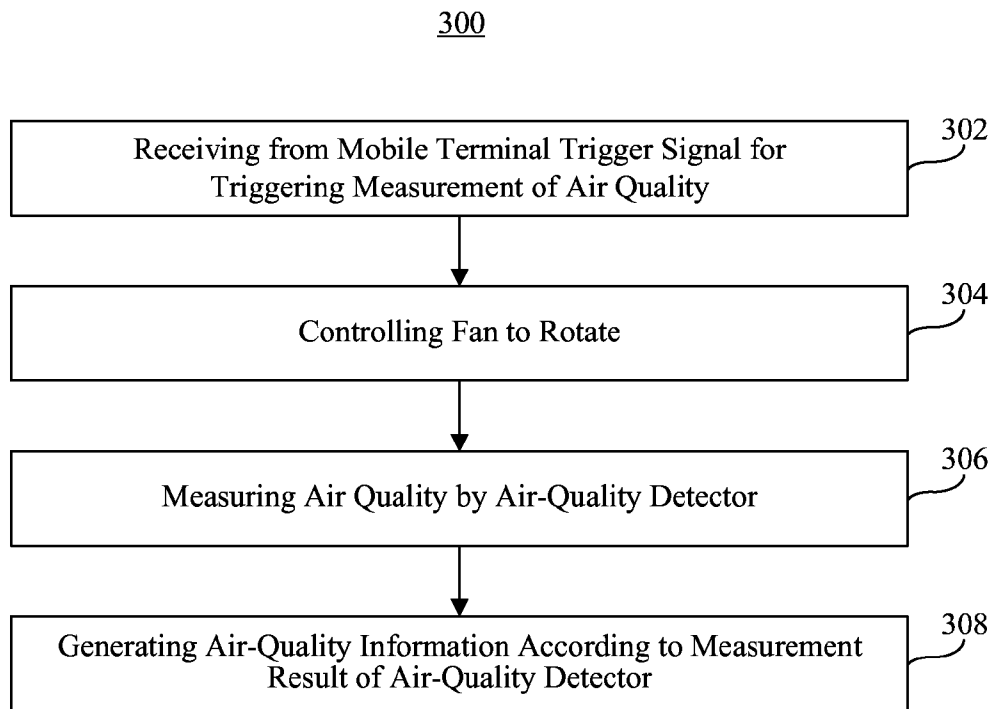 300
302
Receiving from Mobile Terminal Trigger Signal for
Triggering Measurement of Air Quality
304
Controlling Fan to Rotate
306
Measuring Air Quality by Air-Quality Detector
308
Generating Air-Quality Information According to Measurement
Result of Air-Quality Detector